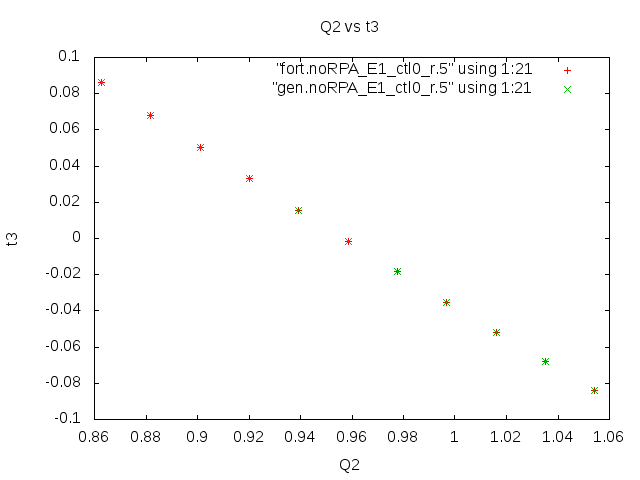 Q2 vs t3
"fort.noRPA_E1_ctl0_r.5" using 1:21
"gen.noRPA_E1_ctl0_r.5" using 1:21
0.1
0.08
0.06
0.04
0.02
0
-0.02
-0.04
-0.06
-0.08
-0.1
t3
0.86 0.88 0.9 0.92 0.94 0.96 0.98 1 1.02 1.04 1.06
Q2